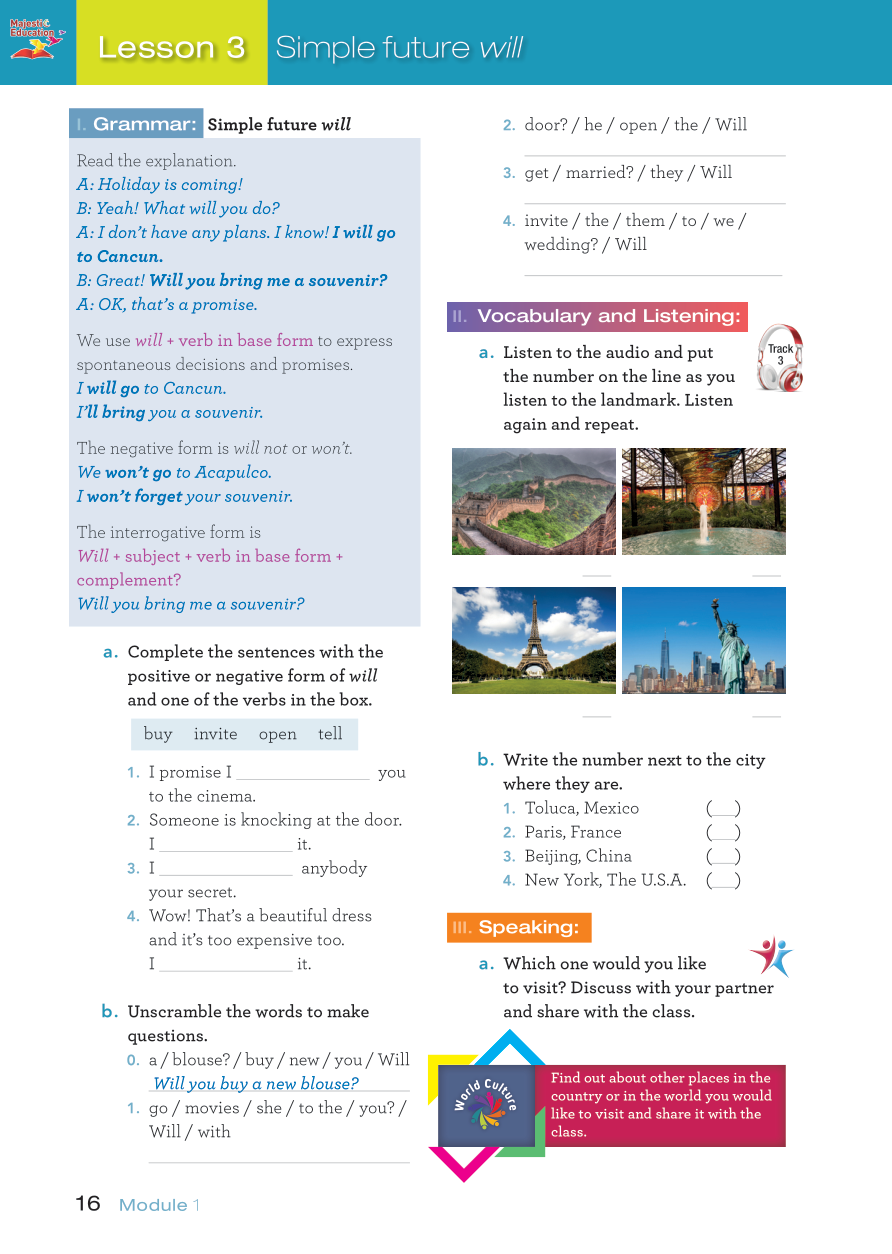 Majestic
Education
Lesson 3
Simple future will
I. Grammar: Simple future will
Read the explanation.
A: Holiday is coming!
B: Yeah! What will you do?
A: I don't have any plans. I know! I will go
to Cancun.
B: Great! Will you bring me a souvenir?
A: OK, that's a promise.
We use will + verb in base form to express
spontaneous decisions and promises.
I will go to Cancun.
I'll bring you a souvenir.
The negative form is will not or won't.
We won't go to Acapulco.
I won't forget your souvenir.
The interrogative form is
Will + subject + verb in base form +
complement?
Will you bring me a souvenir?
a. Complete the sentences with the
positive or negative form of will
and one of the verbs in the box.
buy invite open tell
1. I promise I ______________ you
to the cinema.
2. Someone is knocking at the door.
I ______________ it.
3. I ______________ anybody
your secret.
4. Wow! That's a beautiful dress
and it's too expensive too.
I ______________ it.
b. Unscramble the words to make
questions.
0. a / blouse? / buy / new / you / Will
Will you buy a new blouse?
1. go / movies / she / to the / you? /
Will / with
2. door? / he / open / the / Will
3. get / married? / they / Will
4. invite / the / them / to / we /
wedding? / Will
II. Vocabulary and Listening:
a. Listen to the audio and put
the number on the line as you
listen to the landmark. Listen
again and repeat.
Track
3
b. Write the number next to the city
where they are.
1. Toluca, Mexico (___)
2. Paris, France (___)
3. Beijing, China (___)
4. New York, The U.S.A. (___)
III. Speaking:
a. Which one would you like
to visit? Discuss with your partner
and share with the class.
World Culture
Find out about other places in the
country or in the world you would
like to visit and share it with the
class.
16 Module 1